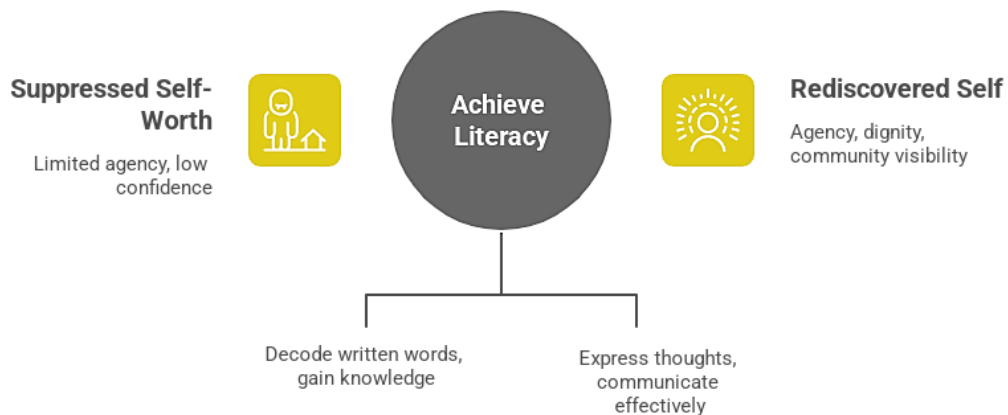 Suppressed Self-
Worth
Limited agency, low
confidence
Achieve
Literacy
Rediscovered Self
Agency, dignity,
community visibility
Decode written words,
gain knowledge
Express thoughts,
communicate
effectively